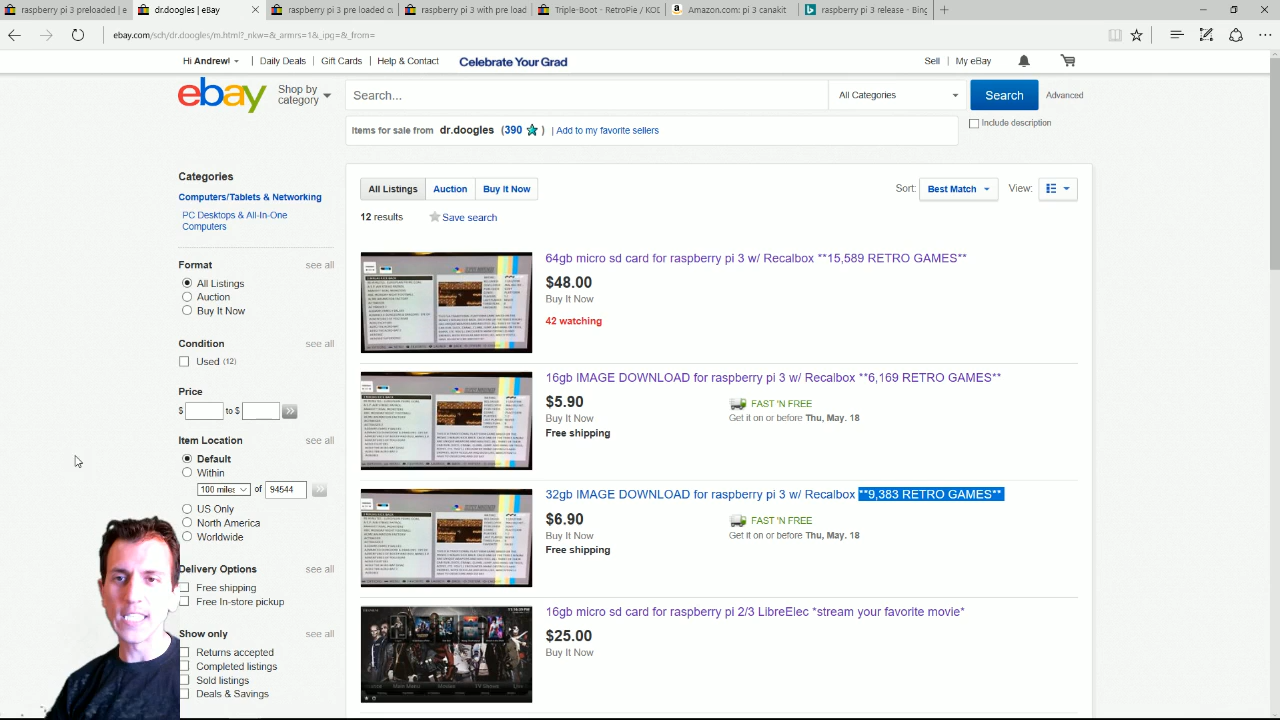 raspberry pi 3 preloaded | e
dr.doogles | eBay
raspberry pi 3 pre loaded cu
raspberry pi 3 with pre load
Triple-Boot - RetroPie / KOD
Amazon.com: pi 3 canakit
raspberry pi 3 release - Bing
ebay.com/sch/dr.doogles/m.html?_nkw=&_armrs=1&_ipg=&_from=
Hi Andrew!
Daily Deals
Gift Cards
Help & Contact
Celebrate Your Grad
Sell
My eBay
ebay
Shop by category
Search...
All Categories
Search
Advanced
Items for sale from dr.doogles (390 ) | Add to my favorite sellers
Include description
Categories
Computers/Tablets & Networking
PC Desktops & All-In-One
Computers
Format
see all
Buy It Now
Condition
see all
Used (12)
Price
to $
Item Location
see all
Within
100 miles of 94544
US Only
Delivery Options
see all
Free shipping
Free In-store pickup
Show only
see all
Returns accepted
Completed listings
Sold listings
Deals & Savings
All Listings
Auction
Buy It Now
Sort: Best Match
View:
12 results
Save search
64gb micro sd card for raspberry pi 3 w/ Recalbox **15,589 RETRO GAMES**
$48.00
Buy It Now
42 watching
16gb IMAGE DOWNLOAD for raspberry pi 3 w/ Recalbox **6,169 RETRO GAMES**
$5.90
Buy It Now
Free shipping
FAST 'N FREE
Get it on or before Thu, May. 18
32gb IMAGE DOWNLOAD for raspberry pi 3 w. Recalbox **9,383 RETRO GAMES**
Buy It Now
Free shipping
FAST 'N FREE
Get it on or before Thu, May. 18
16gb micro sd card for raspberry pi 2/3 LibreElec *stream your favorite movie*
$25.00
Buy It Now